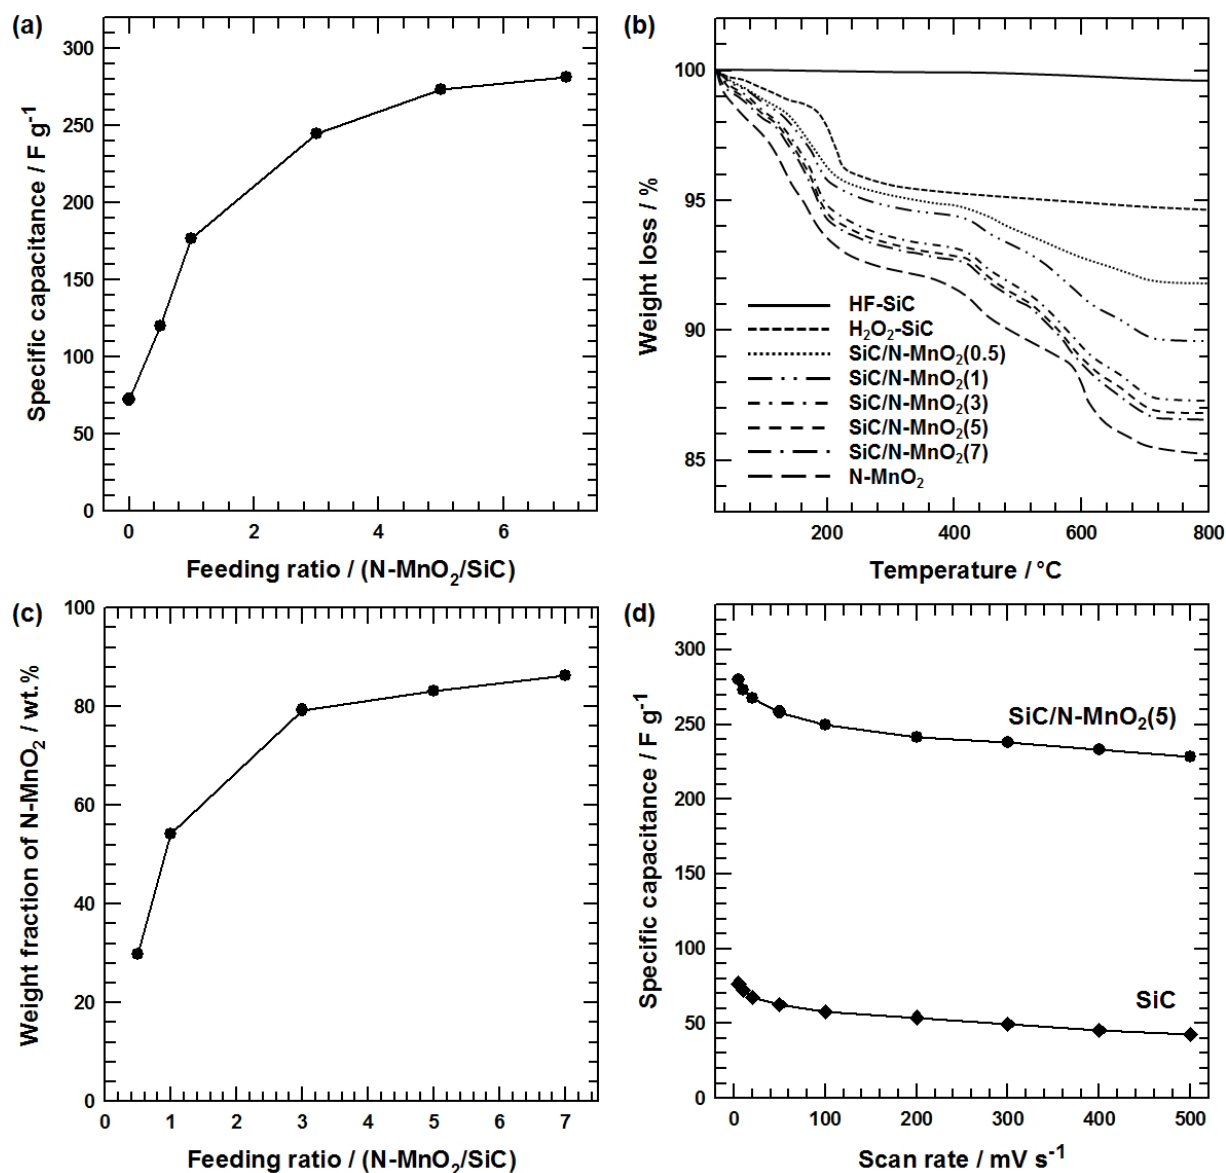 (a)
300
250
200
150
100
50
0
Specific capacitance / F g⁻¹
0 2 4 6
Feeding ratio / (N-MnO₂/SiC)
(b)
100
95
90
85
Weight loss / %
HF-SiC
H₂O₂-SiC
SiC/N-MnO₂(0.5)
SiC/N-MnO₂(1)
SiC/N-MnO₂(3)
SiC/N-MnO₂(5)
SiC/N-MnO₂(7)
N-MnO₂
200 400 600 800
Temperature / °C
(c)
100
80
60
40
20
0
Weight fraction of N-MnO₂ / wt.%
0 1 2 3 4 5 6 7
Feeding ratio / (N-MnO₂/SiC)
(d)
300
250
200
150
100
50
0
Specific capacitance / F g⁻¹
SiC/N-MnO₂(5)
SiC
0 100 200 300 400 500
Scan rate / mV s⁻¹